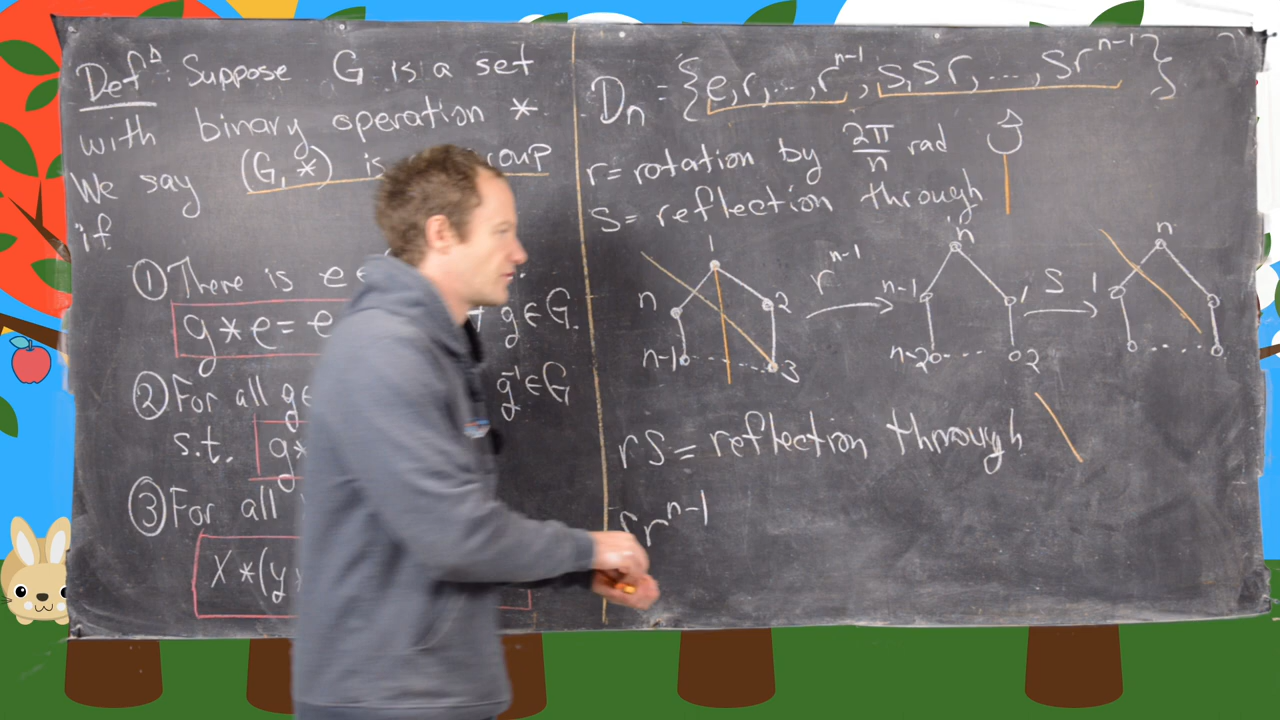 Defⁿ: Suppose G is a set
with binary operation *
We say (G, *) is group
if
① There is e ∈
g * e = e g ∈ G.
② For all g ∈ g⁻¹ ∈ G
s.t. g *
③ For all
x * (y *
Dₙ = {e, r, ..., rⁿ⁻¹, s, sr, ..., srⁿ⁻¹}
r = rotation by 2π/n rad
s = reflection through
1
n 2
n-1 3
rⁿ⁻¹
n
n-1 1
n-2 2
s
n
1
rs = reflection through
rⁿ⁻¹